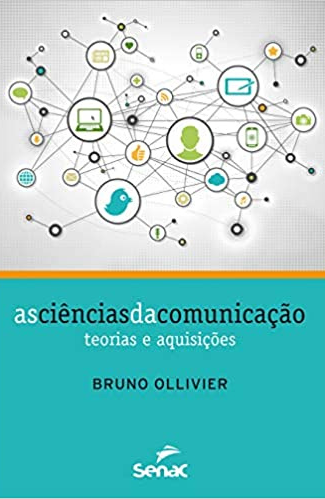 asciênciasdacomunicação
teorias e aquisições
BRUNO OLLIVIER
senac